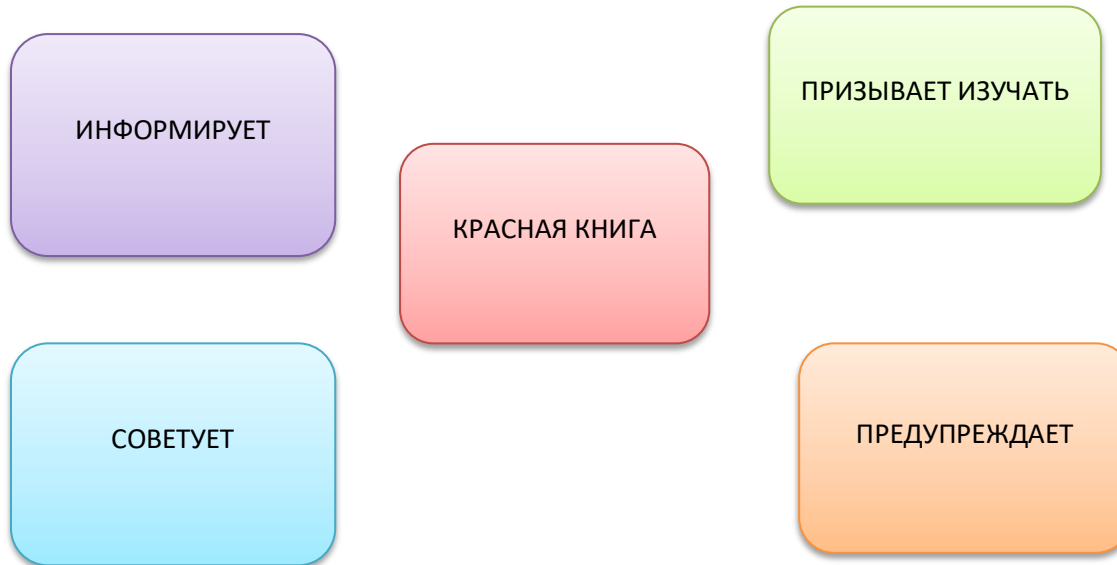 ИНФОРМИРУЕТ
ПРИЗЫВАЕТ ИЗУЧАТЬ
КРАСНАЯ КНИГА
СОВЕТУЕТ
ПРЕДУПРЕЖДАЕТ